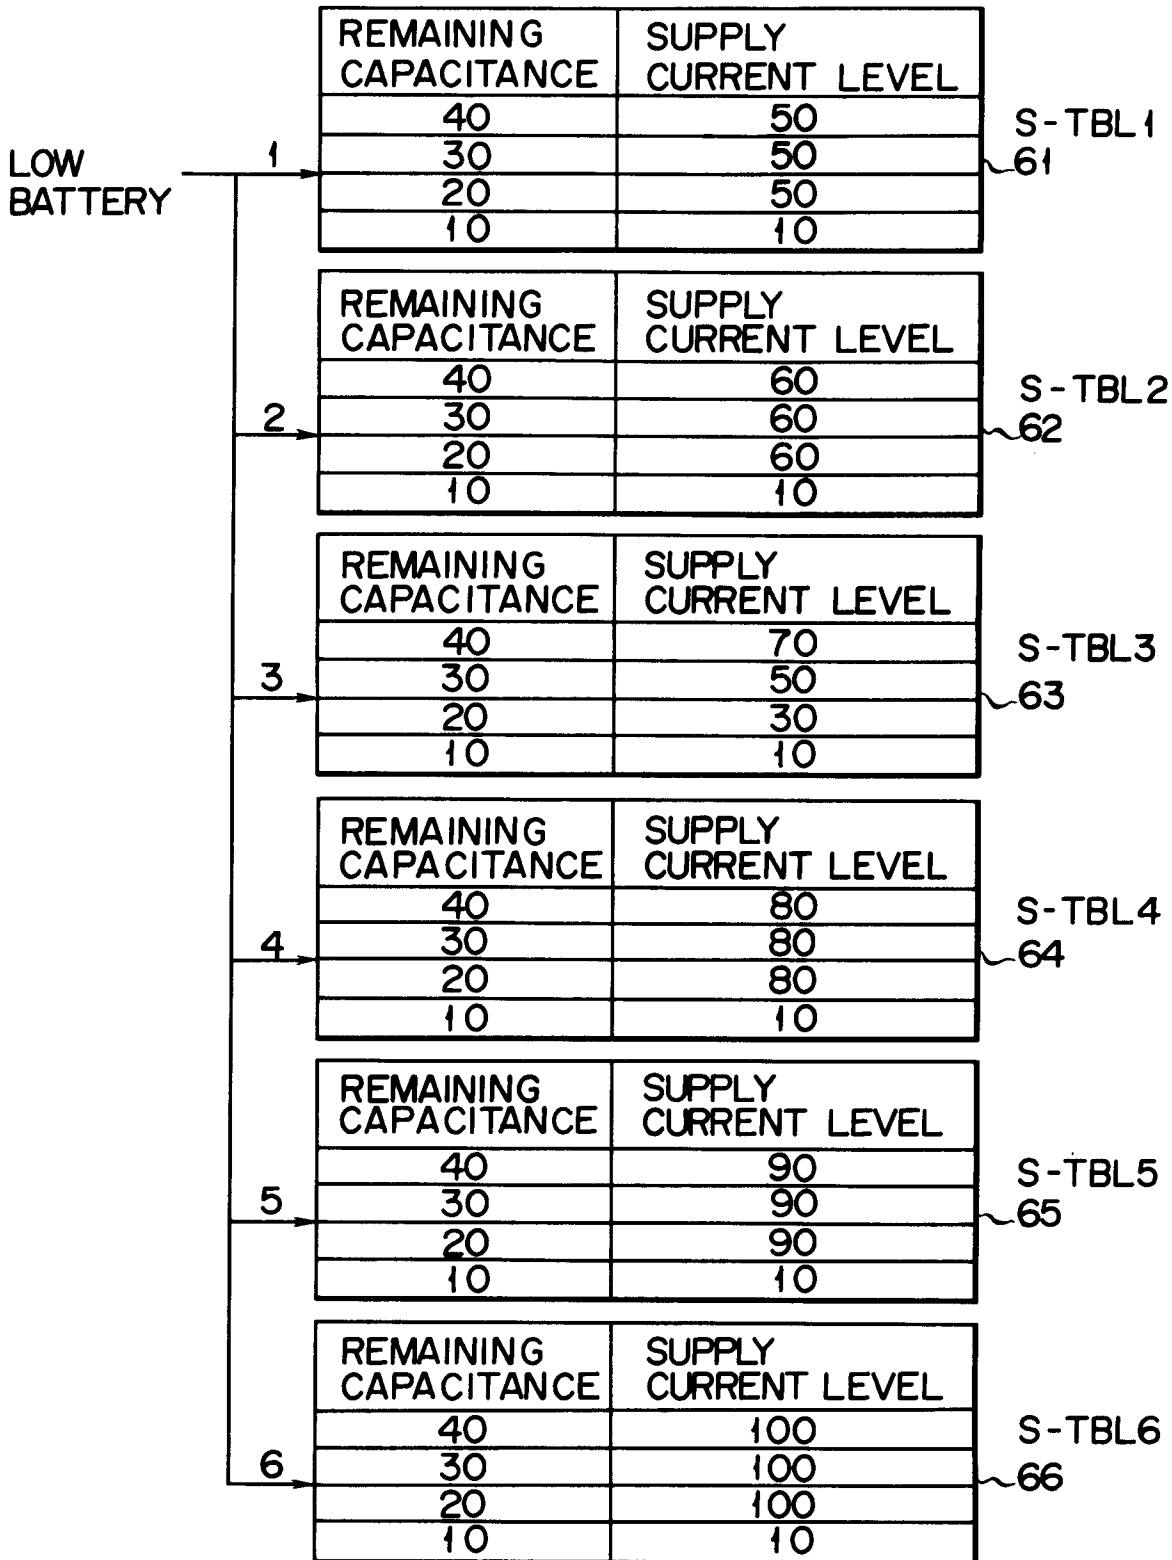 LOW
BATTERY
1
REMAINING CAPACITANCE SUPPLY CURRENT LEVEL
40 50
30 50
20 50
10 10
S-TBL1
61
2
REMAINING CAPACITANCE SUPPLY CURRENT LEVEL
40 60
30 60
20 60
10 10
S-TBL2
62
3
REMAINING CAPACITANCE SUPPLY CURRENT LEVEL
40 70
30 50
20 30
10 10
S-TBL3
63
4
REMAINING CAPACITANCE SUPPLY CURRENT LEVEL
40 80
30 80
20 80
10 10
S-TBL4
64
5
REMAINING CAPACITANCE SUPPLY CURRENT LEVEL
40 90
30 90
20 90
10 10
S-TBL5
65
6
REMAINING CAPACITANCE SUPPLY CURRENT LEVEL
40 100
30 100
20 100
10 10
S-TBL6
66